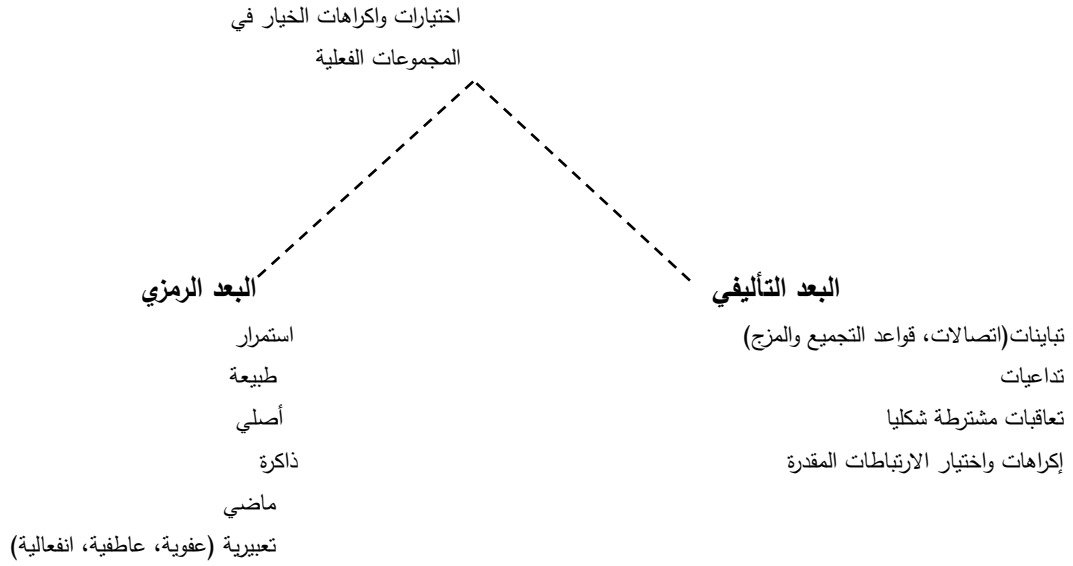 اختيارات واكراهات الخيار في
المجموعات الفعلية
البعد التأليفي
تباينات(اتصالات، قواعد التجميع والمزج)
تداعيات
تعاقبات مشترطة شكليا
إكراهات واختيار الارتباطات المقدرة
البعد الرمزي
استمرار
طبيعة
أصلي
ذاكرة
ماضي
تعبيرية (عفوية، عاطفية، انفعالية)